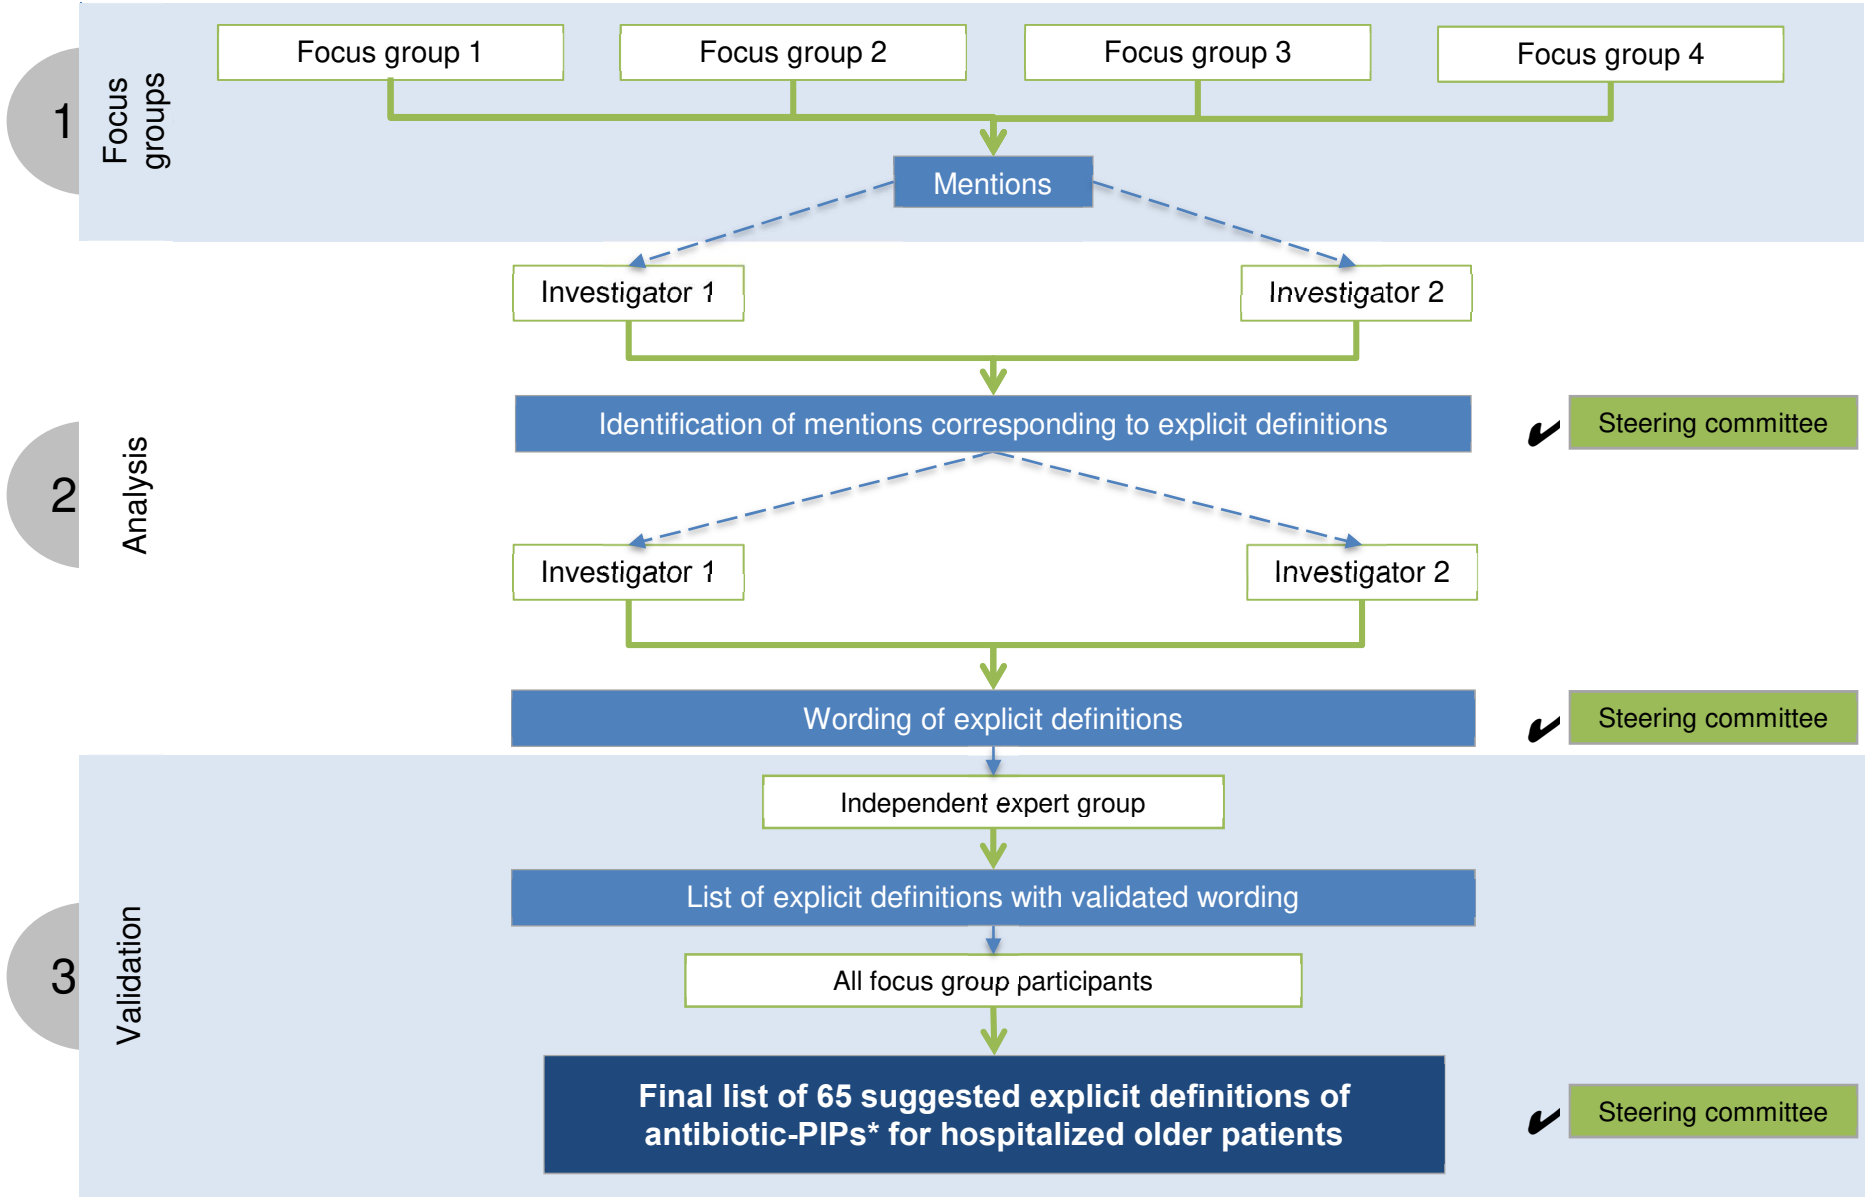 1
Focus
groups
Focus group 1
Focus group 2
Focus group 3
Focus group 4
Mentions
2
Analysis
Investigator 1
Investigator 2
Identification of mentions corresponding to explicit definitions
✔ Steering committee
Investigator 1
Investigator 2
Wording of explicit definitions
✔ Steering committee
3
Validation
Independent expert group
List of explicit definitions with validated wording
All focus group participants
Final list of 65 suggested explicit definitions of
antibiotic-PIPs* for hospitalized older patients
✔ Steering committee